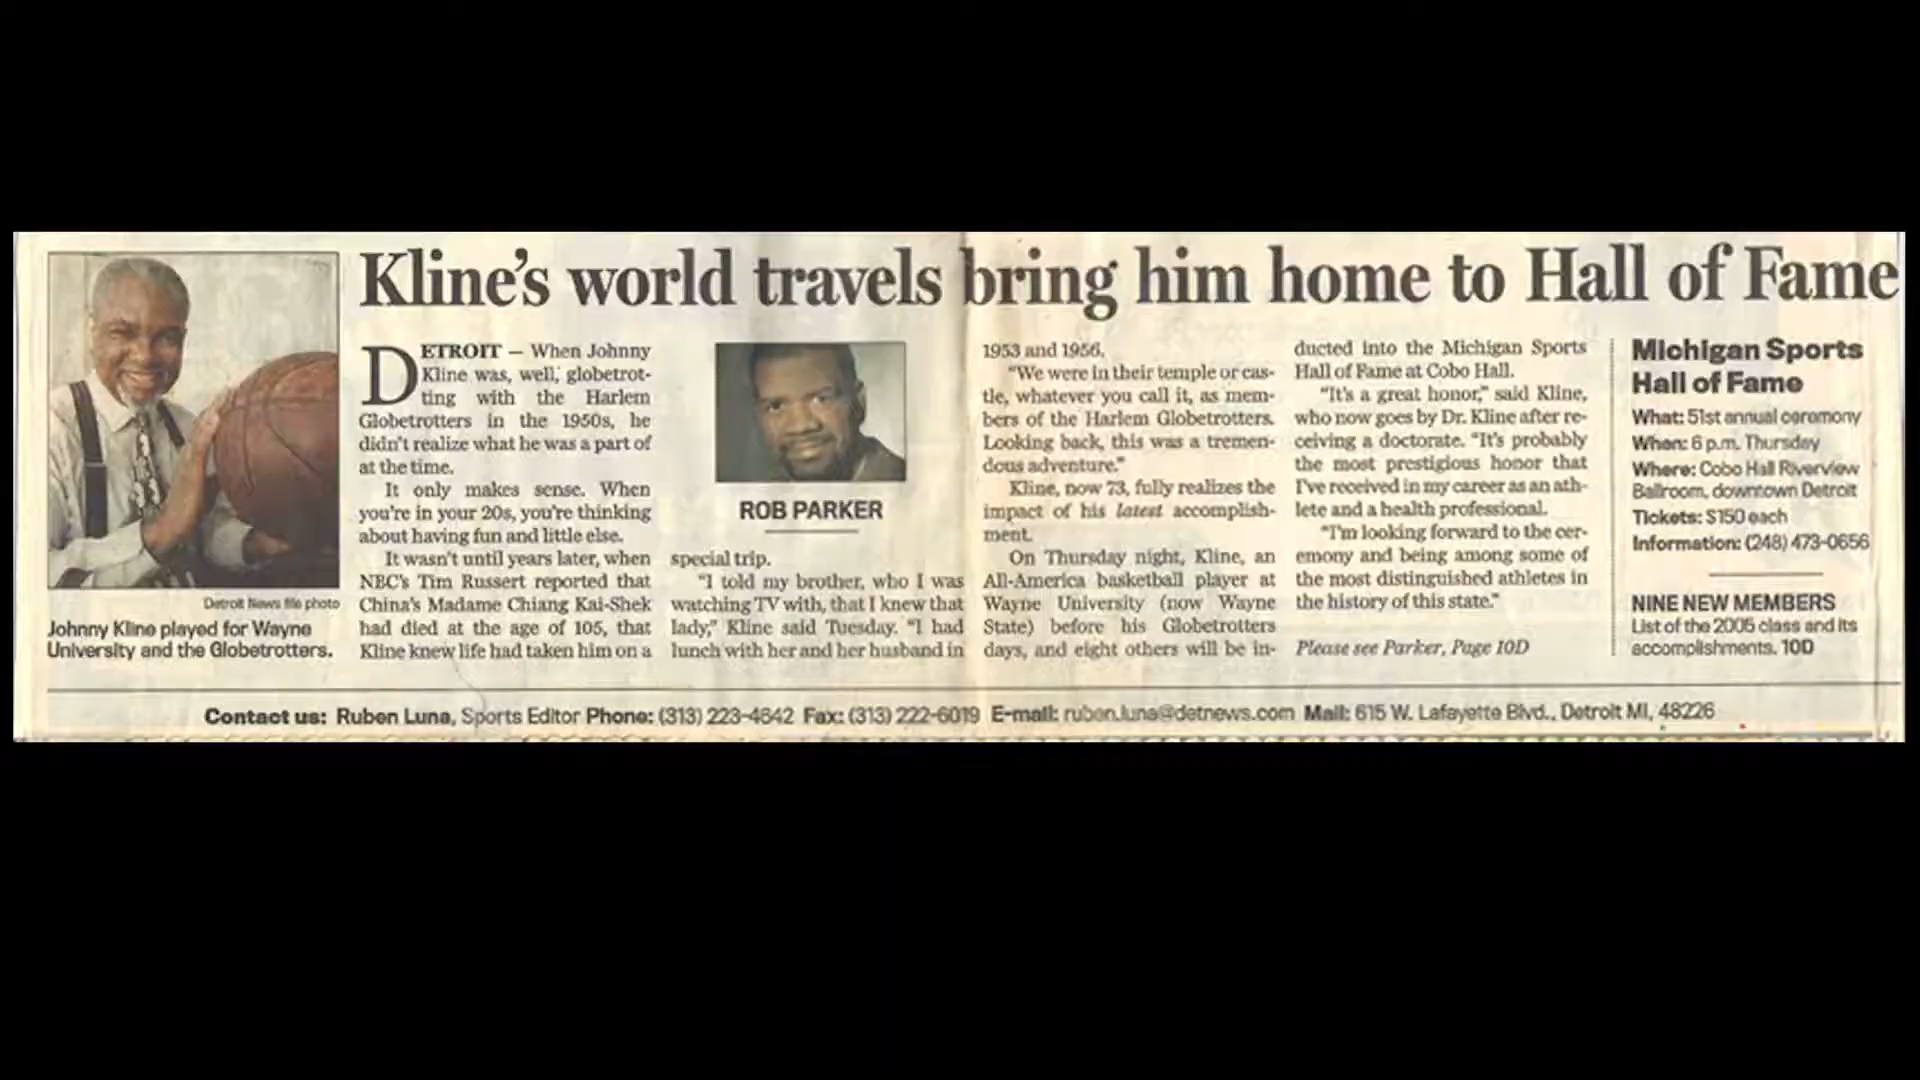 Kline's world travels bring him home to Hall of Fame
Detroit News file photo
Johnny Kline played for Wayne
University and the Globetrotters.
DETROIT — When Johnny
Kline was, well, globetrot-
ting with the Harlem
Globetrotters in the 1950s, he
didn't realize what he was a part of
at the time.
It only makes sense. When
you're in your 20s, you're thinking
about having fun and little else.
It wasn't until years later, when
NBC's Tim Russert reported that
China's Madame Chiang Kai-Shek
had died at the age of 105, that
Kline knew life had taken him on a
ROB PARKER
special trip.
"I told my brother, who I was
watching TV with, that I knew that
lady," Kline said Tuesday. "I had
lunch with her and her husband in
1953 and 1956.
"We were in their temple or cas-
tle, whatever you call it, as mem-
bers of the Harlem Globetrotters.
Looking back, this was a tremen-
dous adventure."
Kline, now 73, fully realizes the
impact of his latest accomplish-
ment.
On Thursday night, Kline, an
All-America basketball player at
Wayne University (now Wayne
State) before his Globetrotters
days, and eight others will be in-
ducted into the Michigan Sports
Hall of Fame at Cobo Hall.
"It's a great honor," said Kline,
who now goes by Dr. Kline after re-
ceiving a doctorate. "It's probably
the most prestigious honor that
I've received in my career as an ath-
lete and a health professional.
"I'm looking forward to the cer-
emony and being among some of
the most distinguished athletes in
the history of this state."
Please see Parker, Page 10D
Michigan Sports
Hall of Fame
What: 51st annual ceremony
When: 6 p.m. Thursday
Where: Cobo Hall Riverview
Ballroom, downtown Detroit
Tickets: $150 each
Information: (248) 473-0656
NINE NEW MEMBERS
List of the 2005 class and its
accomplishments. 10D
Contact us: Ruben Luna, Sports Editor Phone: (313) 223-4642 Fax: (313) 222-6019 E-mail: ruben.luna@detnews.com Mail: 615 W. Lafayette Blvd., Detroit MI, 48226